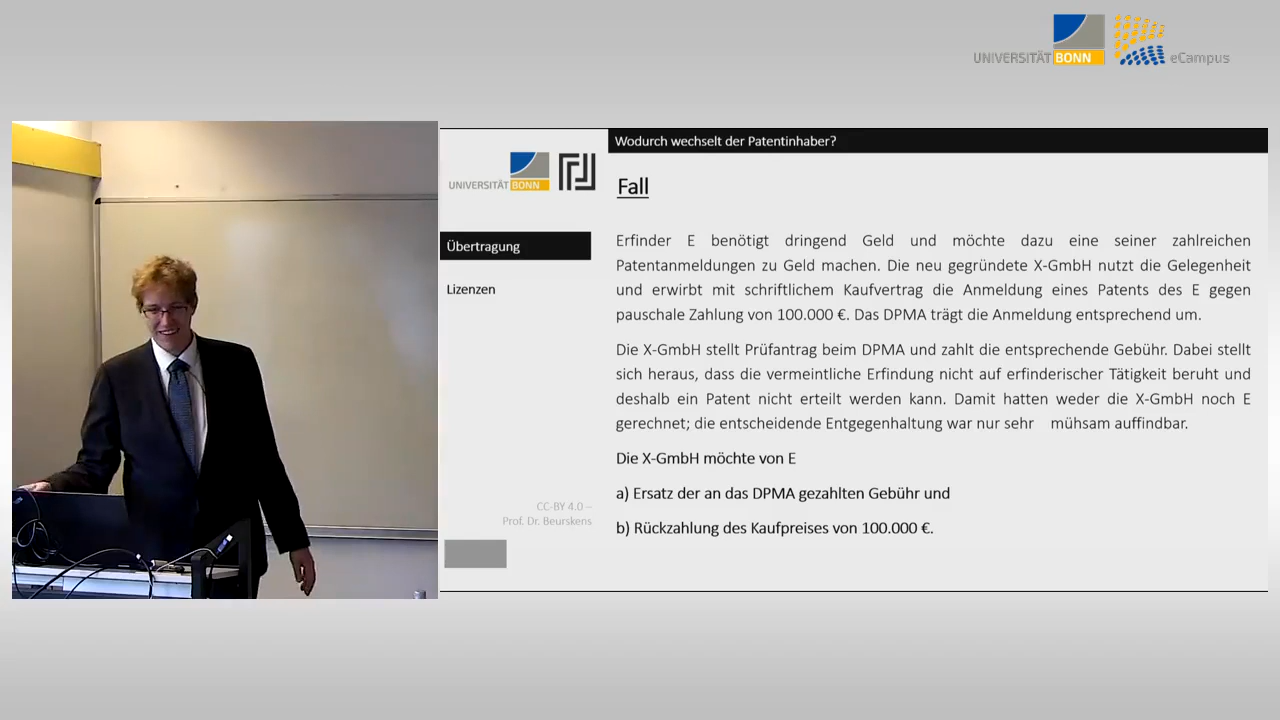 UNIVERSITÄT BONN eCampus
Wodurch wechselt der Patentinhaber?
UNIVERSITÄT BONN
Fall
Übertragung
Lizenzen
Erfinder E benötigt dringend Geld und möchte dazu eine seiner zahlreichen
Patentanmeldungen zu Geld machen. Die neu gegründete X-GmbH nutzt die Gelegenheit
und erwirbt mit schriftlichem Kaufvertrag die Anmeldung eines Patents des E gegen
pauschale Zahlung von 100.000 €. Das DPMA trägt die Anmeldung entsprechend um.
Die X-GmbH stellt Prüfantrag beim DPMA und zahlt die entsprechende Gebühr. Dabei stellt
sich heraus, dass die vermeintliche Erfindung nicht auf erfinderischer Tätigkeit beruht und
deshalb ein Patent nicht erteilt werden kann. Damit hatten weder die X-GmbH noch E
gerechnet; die entscheidende Entgegenhaltung war nur sehr mühsam auffindbar.
Die X-GmbH möchte von E
a) Ersatz der an das DPMA gezahlten Gebühr und
b) Rückzahlung des Kaufpreises von 100.000 €.
CC-BY 4.0 –
Prof. Dr. Beurskens